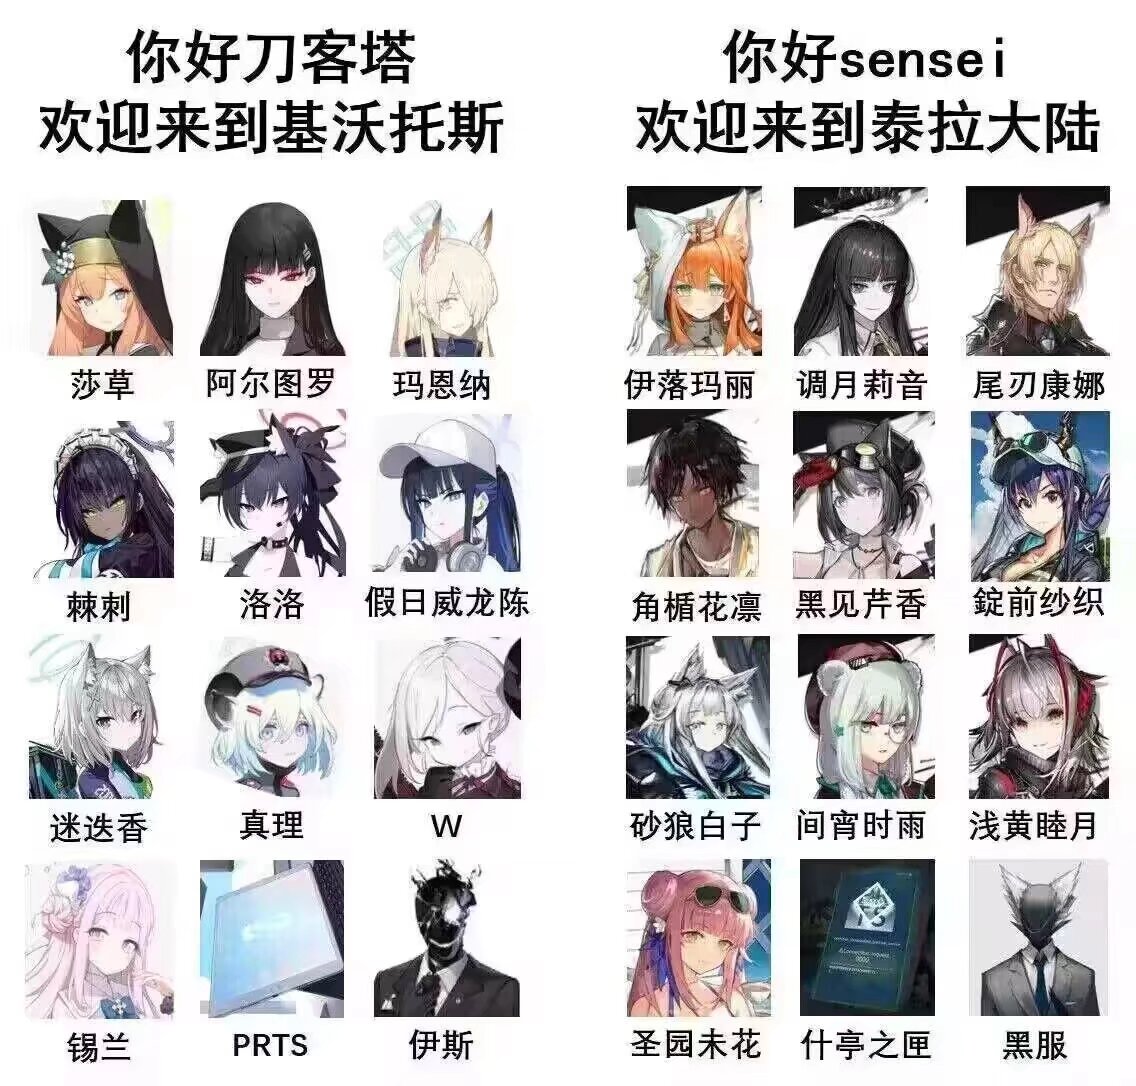 你好刀客塔
欢迎来到基沃托斯
莎草 阿尔图罗 玛恩纳
棘刺 洛洛 假日威龙陈
迷迭香 真理 W
锡兰 PRTS 伊斯
你好sensei
欢迎来到泰拉大陆
伊落玛丽 调月莉音 尾刃康娜
角楯花凛 黑见芹香 錠前纱织
砂狼白子 间宵时雨 浅黄睦月
圣园未花 什亭之匣 黑服